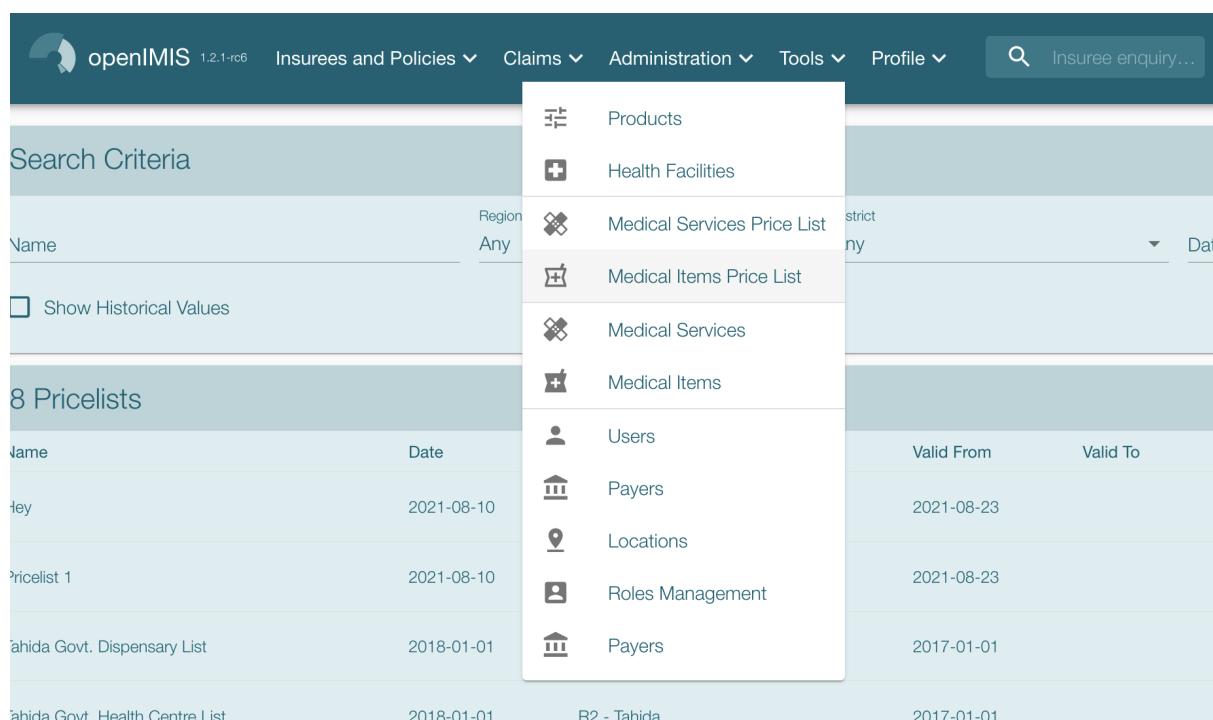 openIMIS 1.2.1-rc6 Insurees and Policies Claims Administration Tools Profile Insuree enquiry...
Products
Search Criteria
Health Facilities
Region
Medical Services Price List
strict
Name
Any
ny
Dat
Medical Items Price List
Show Historical Values
Medical Services
Medical Items
8 Pricelists
Users
Name Date Valid From Valid To
Payers
Hey 2021-08-10 2021-08-23
Locations
Pricelist 1 2021-08-10 2021-08-23
Roles Management
Tahida Govt. Dispensary List 2018-01-01 Payers 2017-01-01
Tahida Govt. Health Centre List 2018-01-01 R2 - Tahida 2017-01-01